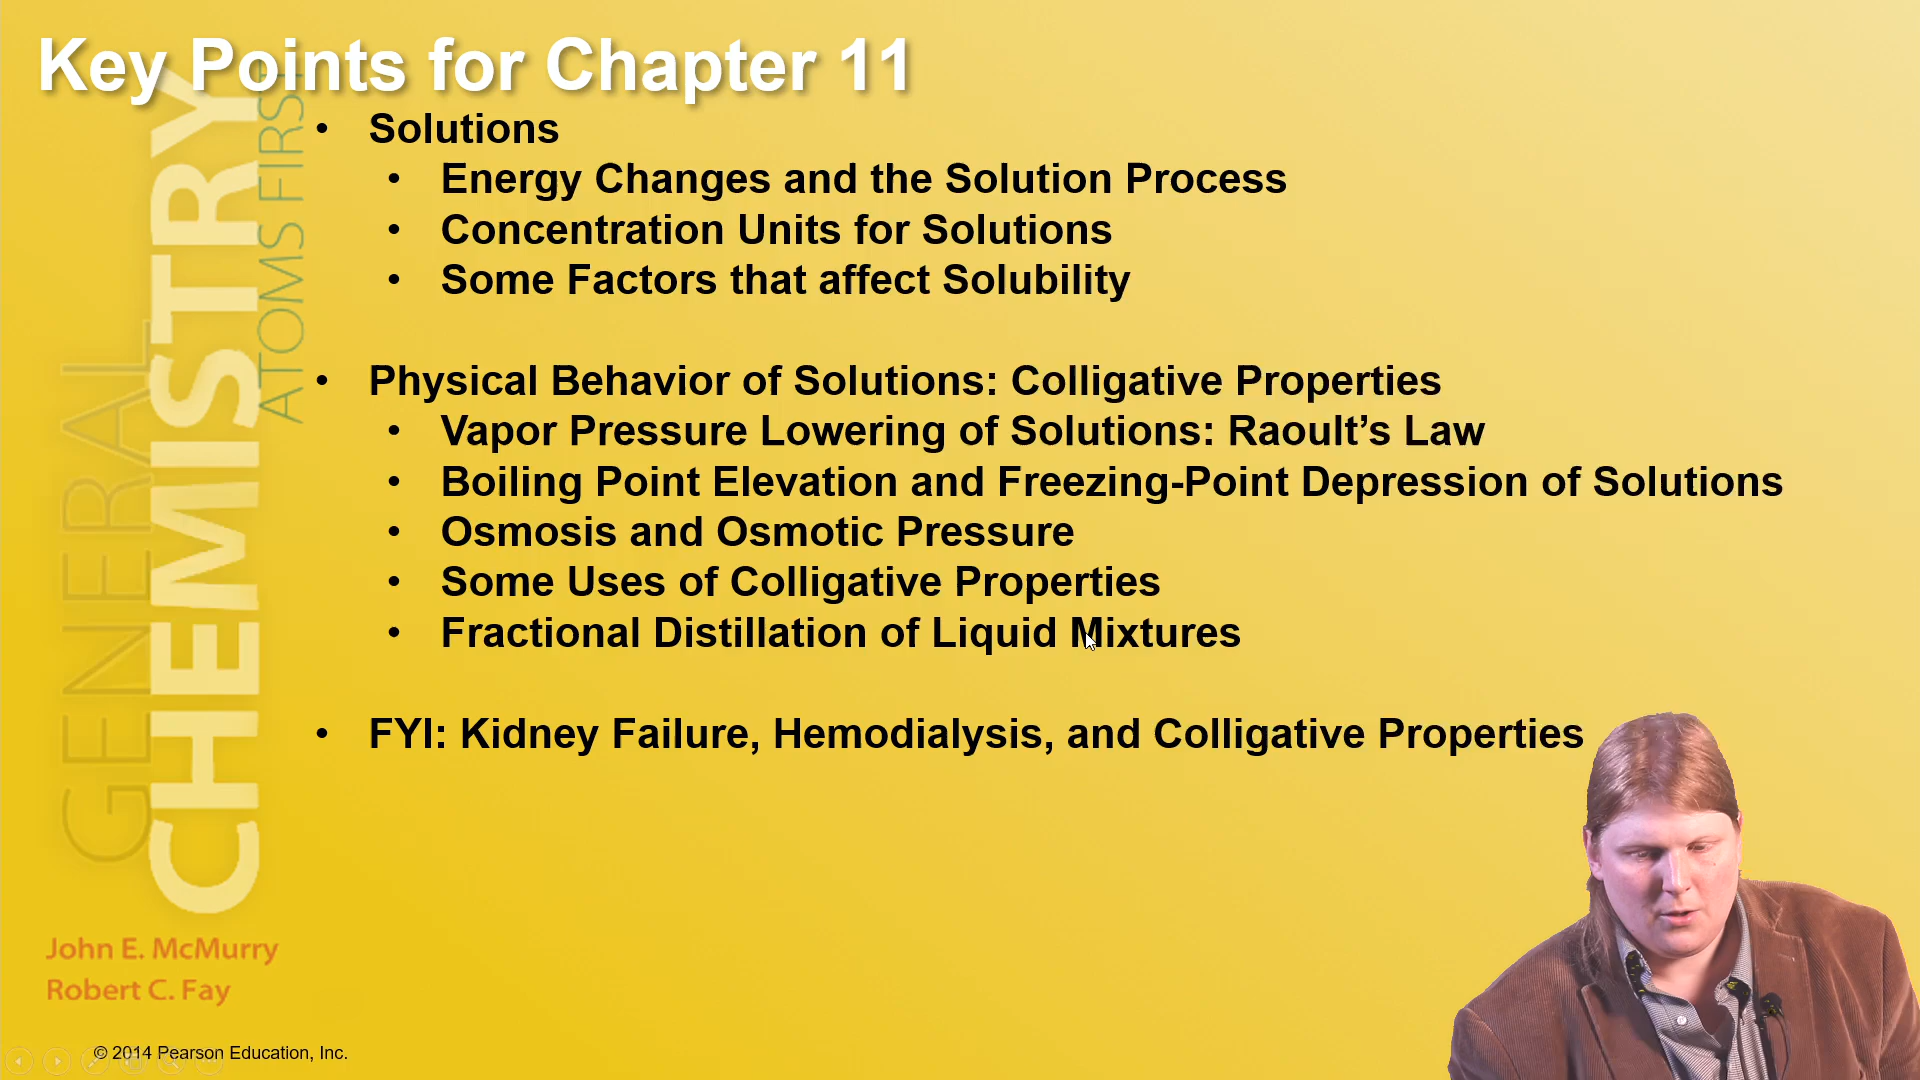 Key Points for Chapter 11
• Solutions
• Energy Changes and the Solution Process
• Concentration Units for Solutions
• Some Factors that affect Solubility
• Physical Behavior of Solutions: Colligative Properties
• Vapor Pressure Lowering of Solutions: Raoult’s Law
• Boiling Point Elevation and Freezing-Point Depression of Solutions
• Osmosis and Osmotic Pressure
• Some Uses of Colligative Properties
• Fractional Distillation of Liquid Mixtures
• FYI: Kidney Failure, Hemodialysis, and Colligative Properties
GENERAL
CHEMISTRY
ATOMS FIRST
John E. McMurry
Robert C. Fay
© 2014 Pearson Education, Inc.